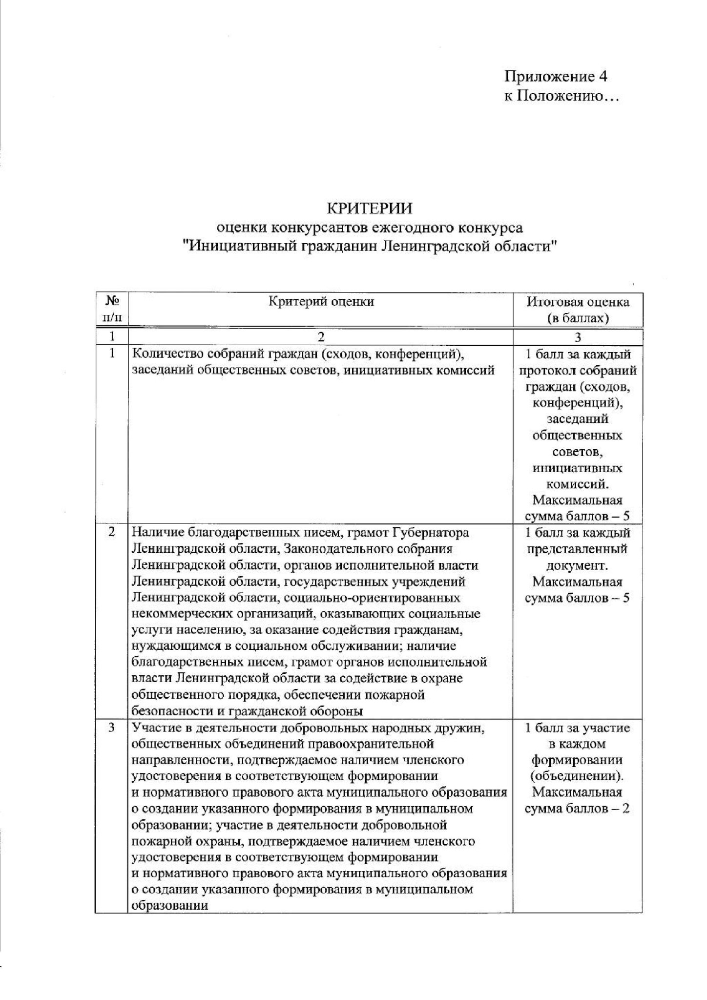 Приложение 4
к Положению…
КРИТЕРИИ
оценки конкурсантов ежегодного конкурса
"Инициативный гражданин Ленинградской области"
№
п/п
Критерий оценки
Итоговая оценка
(в баллах)
1
2
3
1
Количество собраний граждан (сходов, конференций),
заседаний общественных советов, инициативных комиссий
1 балл за каждый
протокол собраний
граждан (сходов,
конференций),
заседаний
общественных
советов,
инициативных
комиссий.
Максимальная
сумма баллов – 5
2
Наличие благодарственных писем, грамот Губернатора
Ленинградской области, Законодательного собрания
Ленинградской области, органов исполнительной власти
Ленинградской области, государственных учреждений
Ленинградской области, социально-ориентированных
некоммерческих организаций, оказывающих социальные
услуги населению, за оказание содействия гражданам,
нуждающимся в социальном обслуживании; наличие
благодарственных писем, грамот органов исполнительной
власти Ленинградской области за содействие в охране
общественного порядка, обеспечении пожарной
безопасности и гражданской обороны
1 балл за каждый
представленный
документ.
Максимальная
сумма баллов – 5
3
Участие в деятельности добровольных народных дружин,
общественных объединений правоохранительной
направленности, подтверждаемое наличием членского
удостоверения в соответствующем формировании
и нормативного правового акта муниципального образования
о создании указанного формирования в муниципальном
образовании; участие в деятельности добровольной
пожарной охраны, подтверждаемое наличием членского
удостоверения в соответствующем формировании
и нормативного правового акта муниципального образования
о создании указанного формирования в муниципальном
образовании
1 балл за участие
в каждом
формировании
(объединении).
Максимальная
сумма баллов – 2